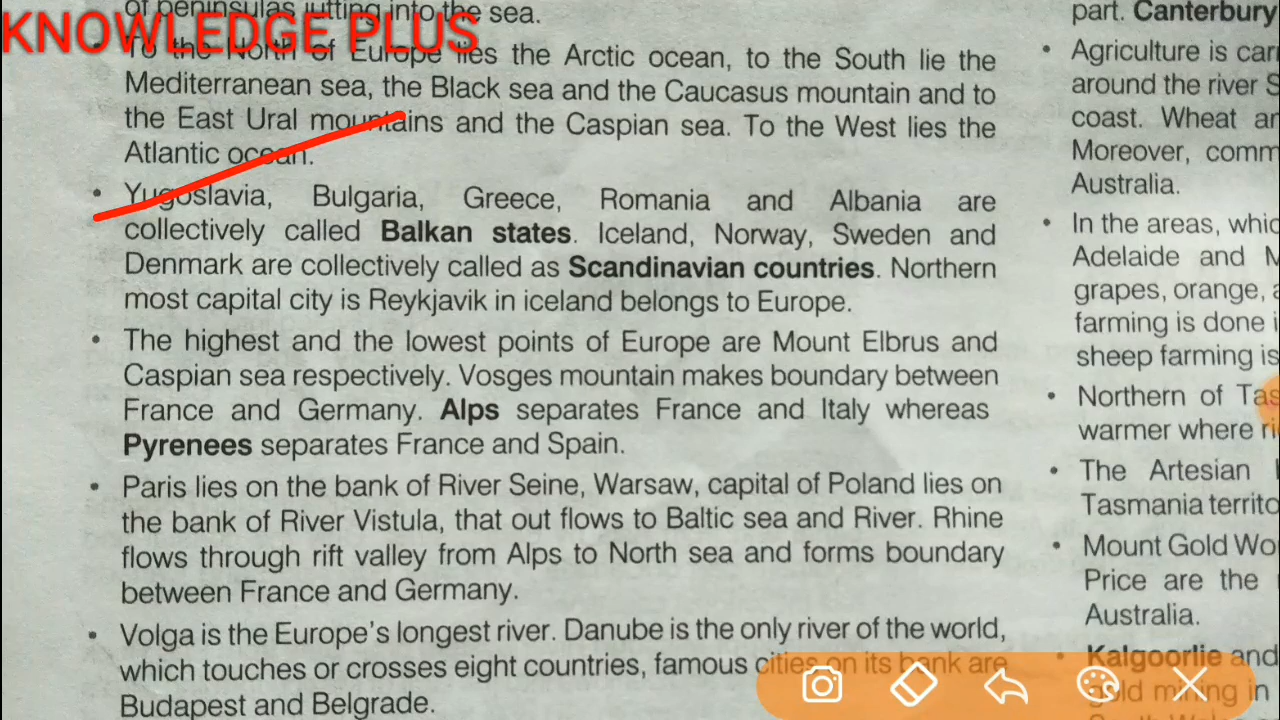 of peninsulas jutting into the sea.
KNOWLEDGE PLUS
To the North of Europe lies the Arctic ocean, to the South lie the
Mediterranean sea, the Black sea and the Caucasus mountain and to
the East Ural mountains and the Caspian sea. To the West lies the
Atlantic ocean.
• Yugoslavia, Bulgaria, Greece, Romania and Albania are
collectively called Balkan states. Iceland, Norway, Sweden and
Denmark are collectively called as Scandinavian countries. Northern
most capital city is Reykjavik in iceland belongs to Europe.
• The highest and the lowest points of Europe are Mount Elbrus and
Caspian sea respectively. Vosges mountain makes boundary between
France and Germany. Alps separates France and Italy whereas
Pyrenees separates France and Spain.
• Paris lies on the bank of River Seine, Warsaw, capital of Poland lies on
the bank of River Vistula, that out flows to Baltic sea and River. Rhine
flows through rift valley from Alps to North sea and forms boundary
between France and Germany.
• Volga is the Europe's longest river. Danube is the only river of the world,
which touches or crosses eight countries, famous cities on its bank are
Budapest and Belgrade.
part. Canterbury
• Agriculture is
around the river
coast. Wheat
Moreover,
Australia.
• In the areas,
Adelaide and
grapes, orange,
farming is done
sheep farming is
• Northern of
warmer where
• The Artesian
Tasmania
• Mount Gold
Price are the
Australia.
• Kalgoorlie and
gold mining in